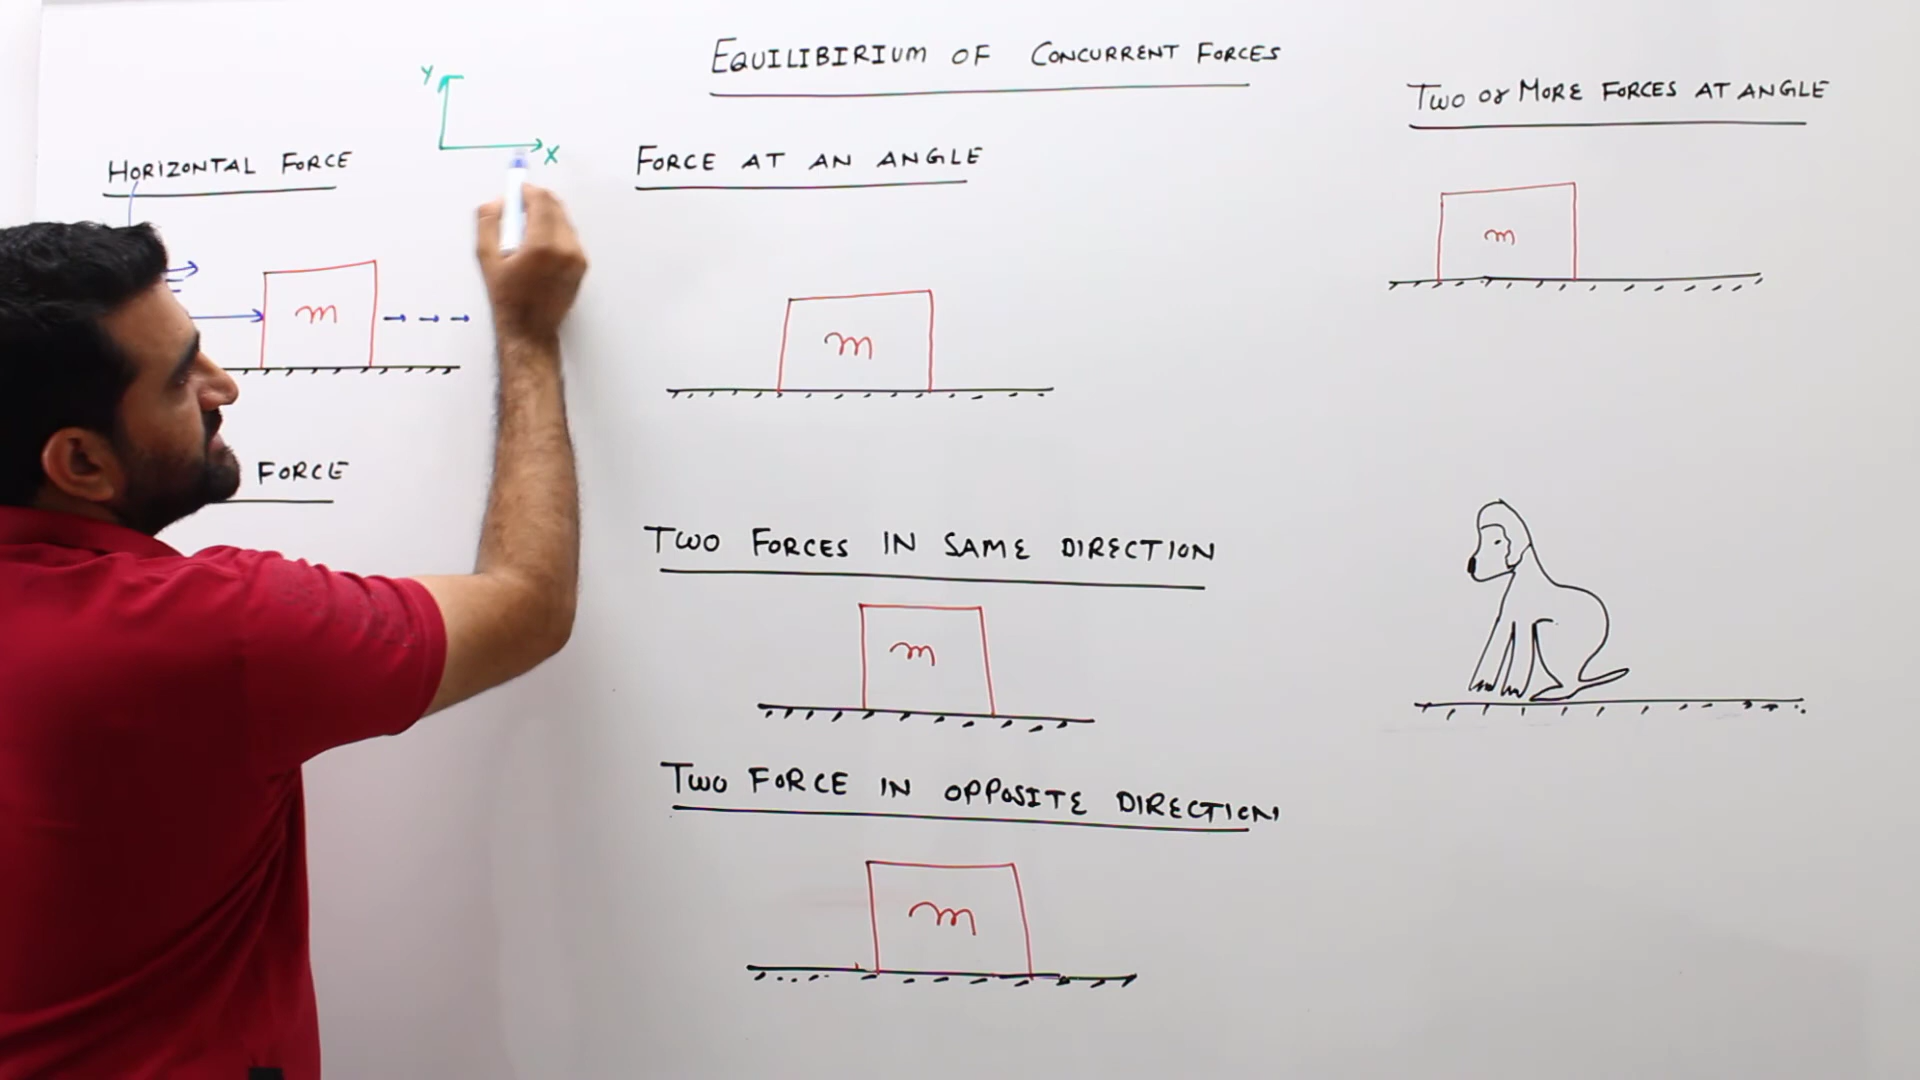 EQUILIBIRIUM OF CONCURRENT FORCES
Y
X
HORIZONTAL FORCE
m
FORCE
FORCE AT AN ANGLE
m
TWO FORCES IN SAME DIRECTION
m
TWO FORCE IN OPPOSITE DIRECTION
m
TWO or MORE FORCES AT ANGLE
m